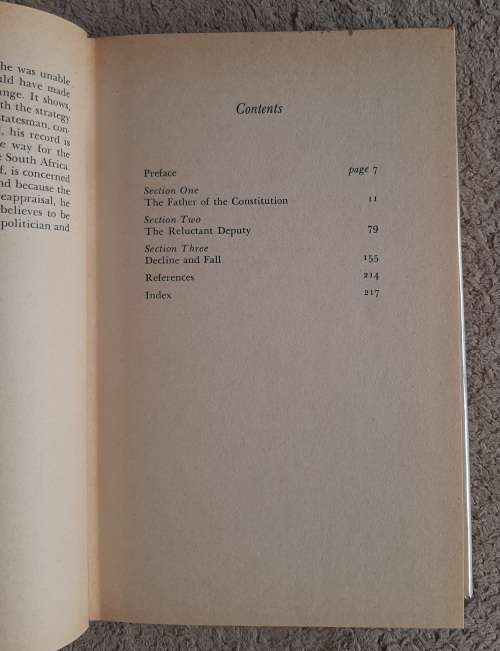 he was unable
uld have made
nge. It shows,
th the strategy
statesman, con-
his record is
e way for the
e South Africa.
f, is concerned
nd because the
eappraisal, he
believes to be
politician and
Contents
Preface page 7
Section One
The Father of the Constitution 11
Section Two
The Reluctant Deputy 79
Section Three
Decline and Fall 155
References 214
Index 217